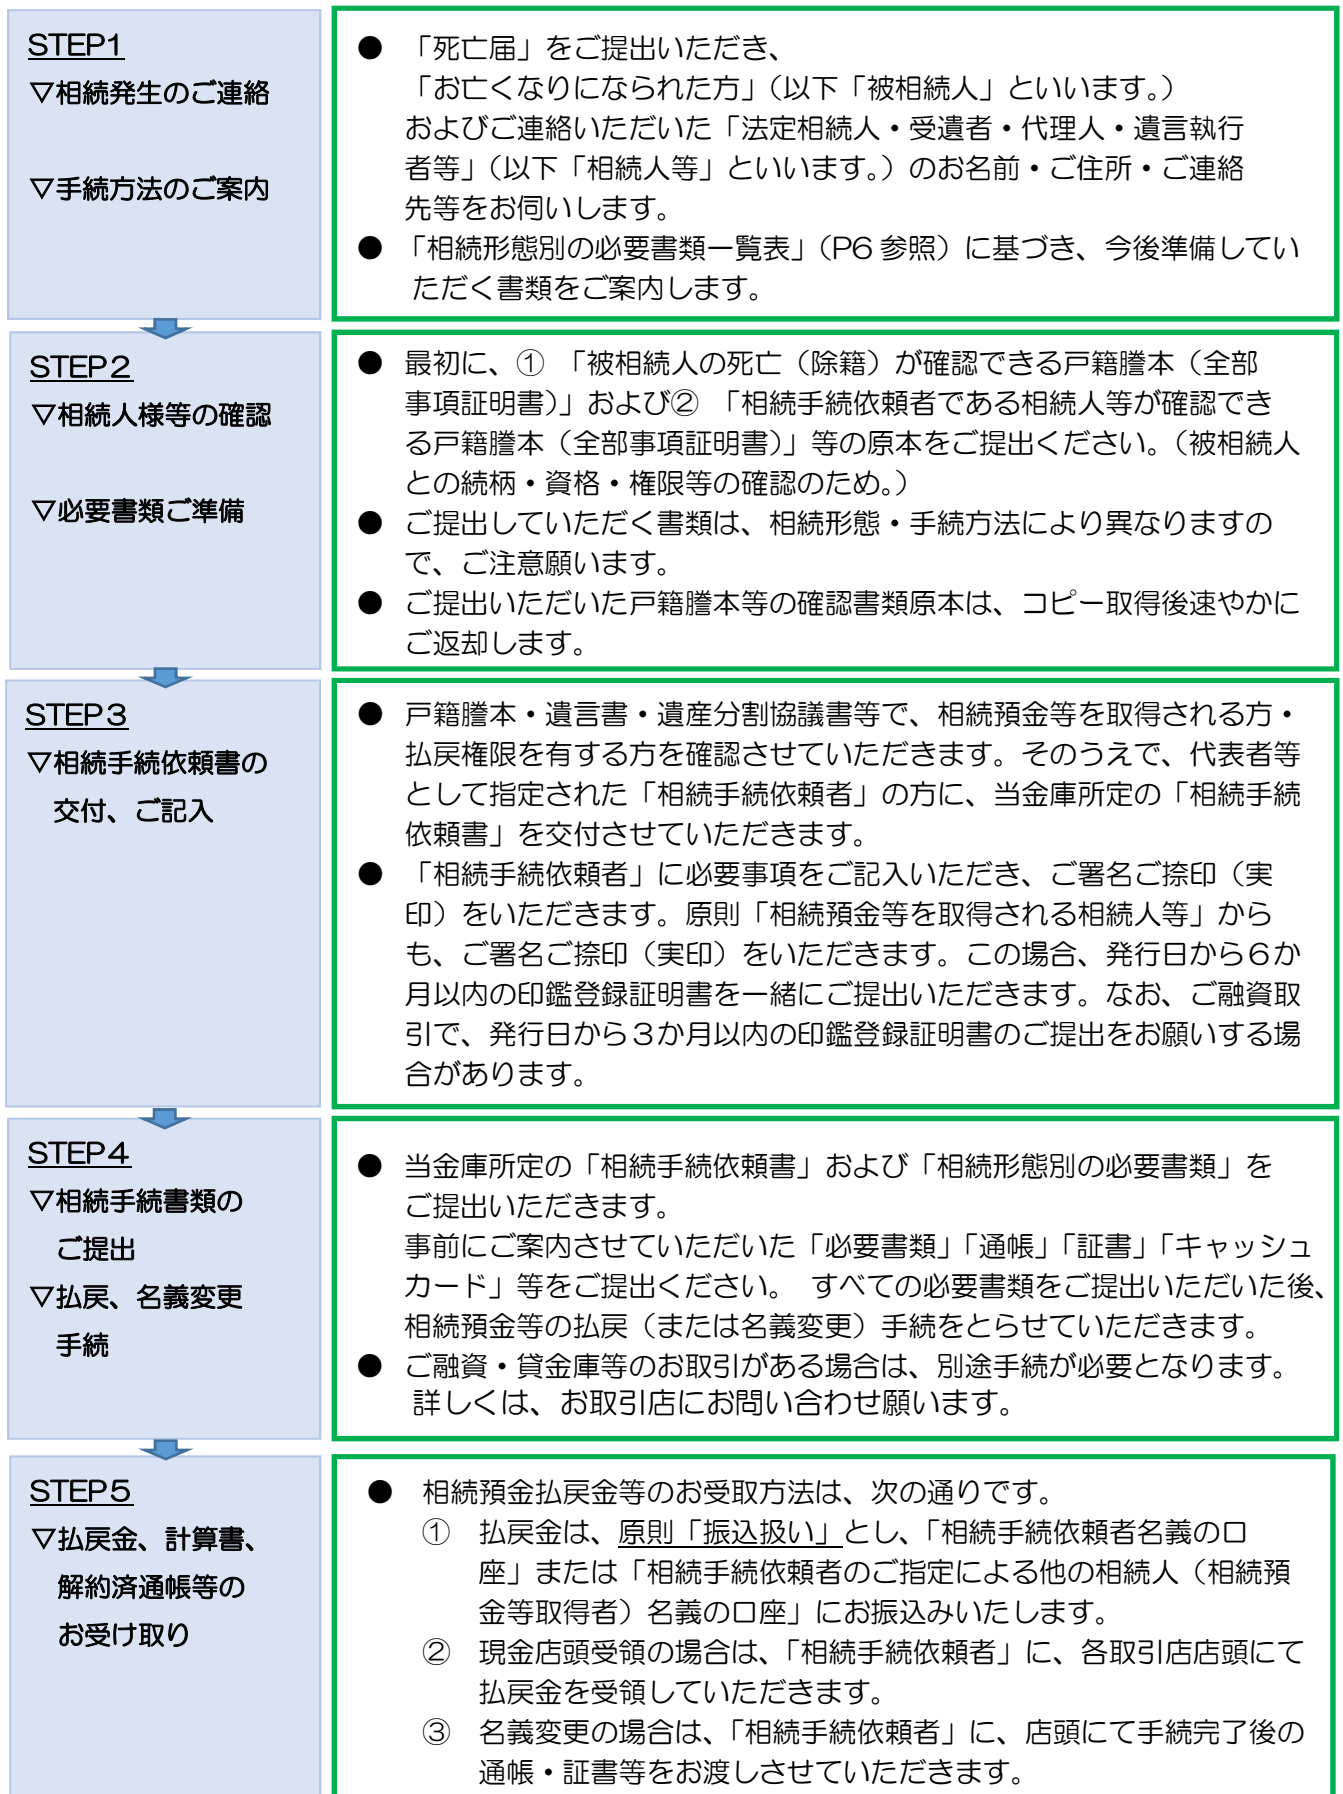 STEP1
▽相続発生のご連絡
▽手続方法のご案内
● 「死亡届」をご提出いただき、
「お亡くなりになられた方」（以下「被相続人」といいます。）
およびご連絡いただいた「法定相続人・受遺者・代理人・遺言執行
者等」（以下「相続人等」といいます。）のお名前・ご住所・ご連絡
先等をお伺いします。
● 「相続形態別の必要書類一覧表」（P6 参照）に基づき、今後準備してい
ただく書類をご案内します。
STEP2
▽相続人様等の確認
▽必要書類ご準備
● 最初に、① 「被相続人の死亡（除籍）が確認できる戸籍謄本（全部
事項証明書）」および② 「相続手続依頼者である相続人等が確認でき
る戸籍謄本（全部事項証明書）」等の原本をご提出ください。（被相続人
との続柄・資格・権限等の確認のため。）
● ご提出していただく書類は、相続形態・手続方法により異なりますの
で、ご注意願います。
● ご提出いただいた戸籍謄本等の確認書類原本は、コピー取得後速やかに
ご返却します。
STEP3
▽相続手続依頼書の
交付、ご記入
● 戸籍謄本・遺言書・遺産分割協議書等で、相続預金等を取得される方・
払戻権限を有する方を確認させていただきます。そのうえで、代表者等
として指定された「相続手続依頼者」の方に、当金庫所定の「相続手続
依頼書」を交付させていただきます。
● 「相続手続依頼者」に必要事項をご記入いただき、ご署名ご捺印（実
印）をいただきます。原則「相続預金等を取得される相続人等」から
も、ご署名ご捺印（実印）をいただきます。この場合、発行日から６か
月以内の印鑑登録証明書を一緒にご提出いただきます。なお、ご融資取
引で、発行日から３か月以内の印鑑登録証明書のご提出をお願いする場
合があります。
STEP4
▽相続手続書類の
ご提出
▽払戻、名義変更
手続
● 当金庫所定の「相続手続依頼書」および「相続形態別の必要書類」を
ご提出いただきます。
事前にご案内させていただいた「必要書類」「通帳」「証書」「キャッシュ
カード」等をご提出ください。 すべての必要書類をご提出いただいた後、
相続預金等の払戻（または名義変更）手続をとらせていただきます。
● ご融資・貸金庫等のお取引がある場合は、別途手続が必要となります。
詳しくは、お取引店にお問い合わせ願います。
STEP5
▽払戻金、計算書、
解約済通帳等の
お受け取り
● 相続預金払戻金等のお受取方法は、次の通りです。
① 払戻金は、原則「振込扱い」とし、「相続手続依頼者名義の口
座」または「相続手続依頼者のご指定による他の相続人（相続預
金等取得者）名義の口座」にお振込みいたします。
② 現金店頭受領の場合は、「相続手続依頼者」に、各取引店店頭にて
払戻金を受領していただきます。
③ 名義変更の場合は、「相続手続依頼者」に、店頭にて手続完了後の
通帳・証書等をお渡しさせていただきます。